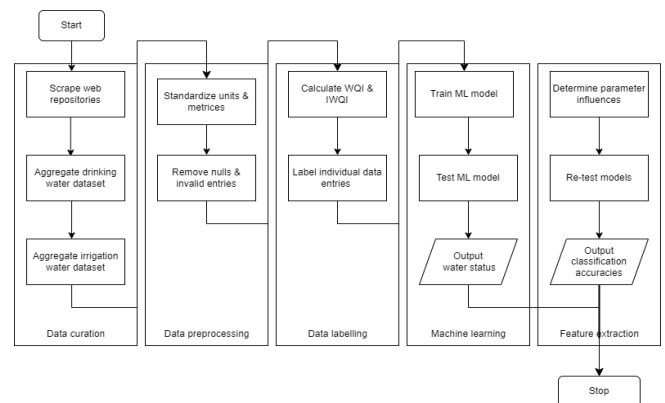 Start
Scrape web
repositories
Aggregate drinking
water dataset
Aggregate irrigation
water dataset
Data curation
Standardize units &
metrices
Remove nulls &
invalid entries
Data preprocessing
Calculate WQI &
IWQI
Label individual data
entries
Data labelling
Train ML model
Test ML model
Output
water status
Machine learning
Determine parameter
influences
Re-test models
Output
classification
accuracies
Feature extraction
Stop